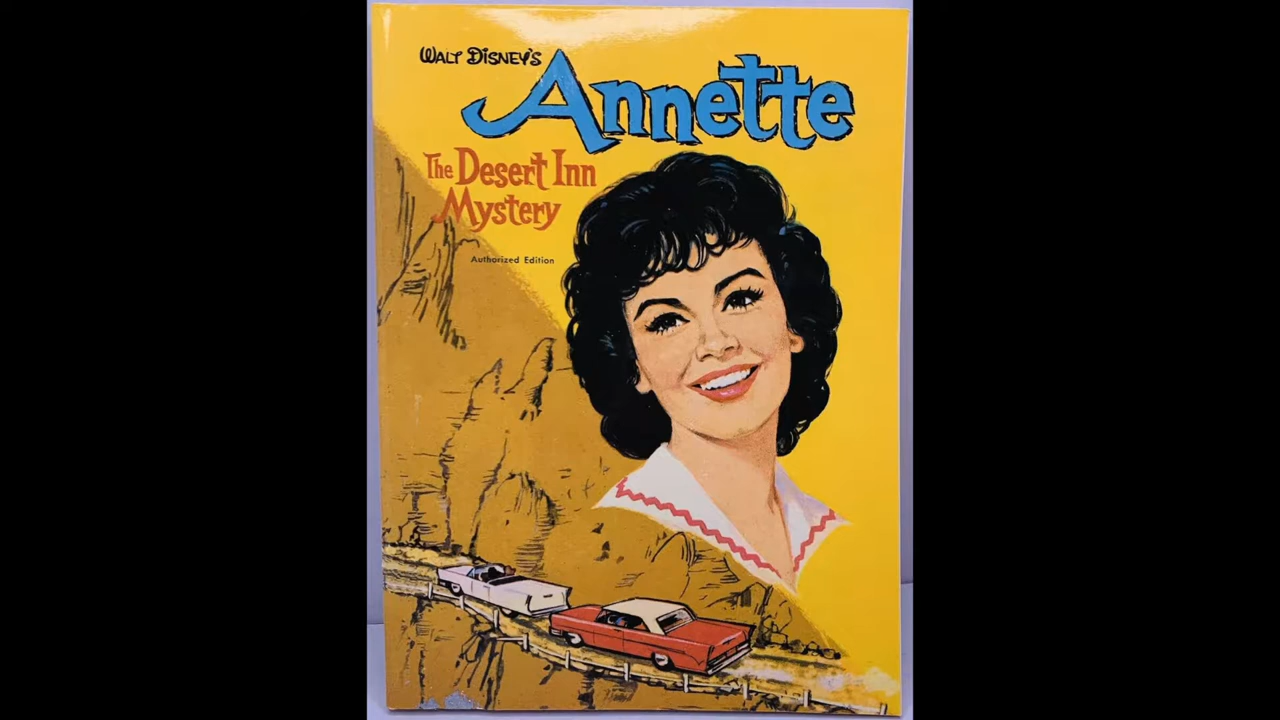 Walt Disney's
Annette
The Desert Inn
Mystery
Authorized Edition